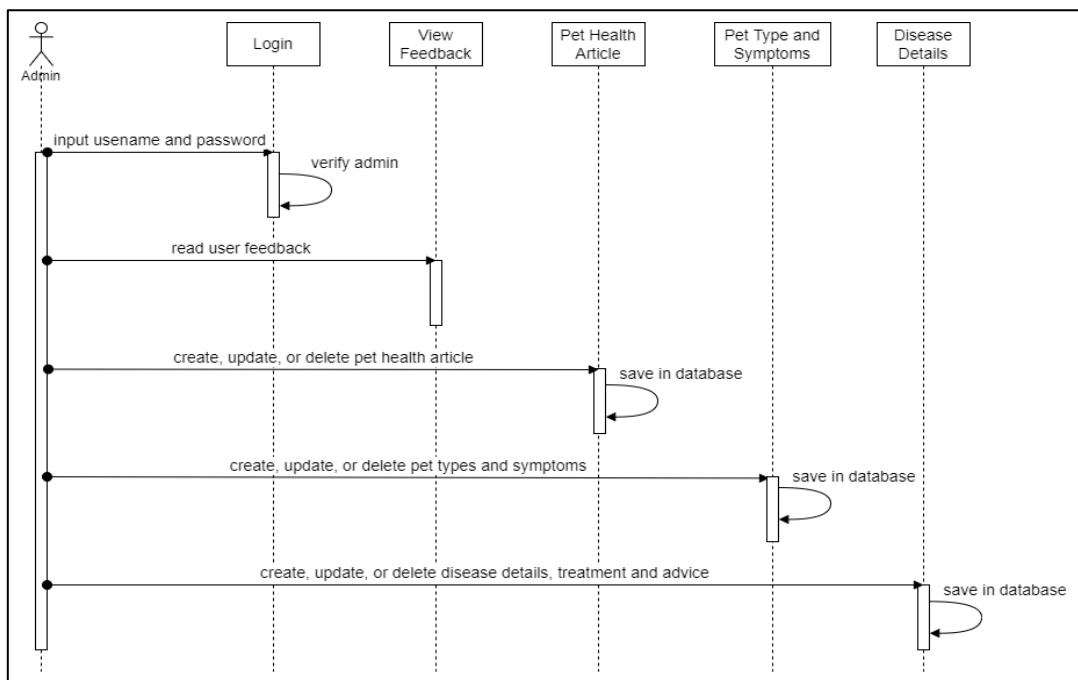 Admin
Login
View
Feedback
Pet Health
Article
Pet Type and
Symptoms
Disease
Details
input usename and password
verify admin
read user feedback
create, update, or delete pet health article
save in database
create, update, or delete pet types and symptoms
save in database
create, update, or delete disease details, treatment and advice
save in database